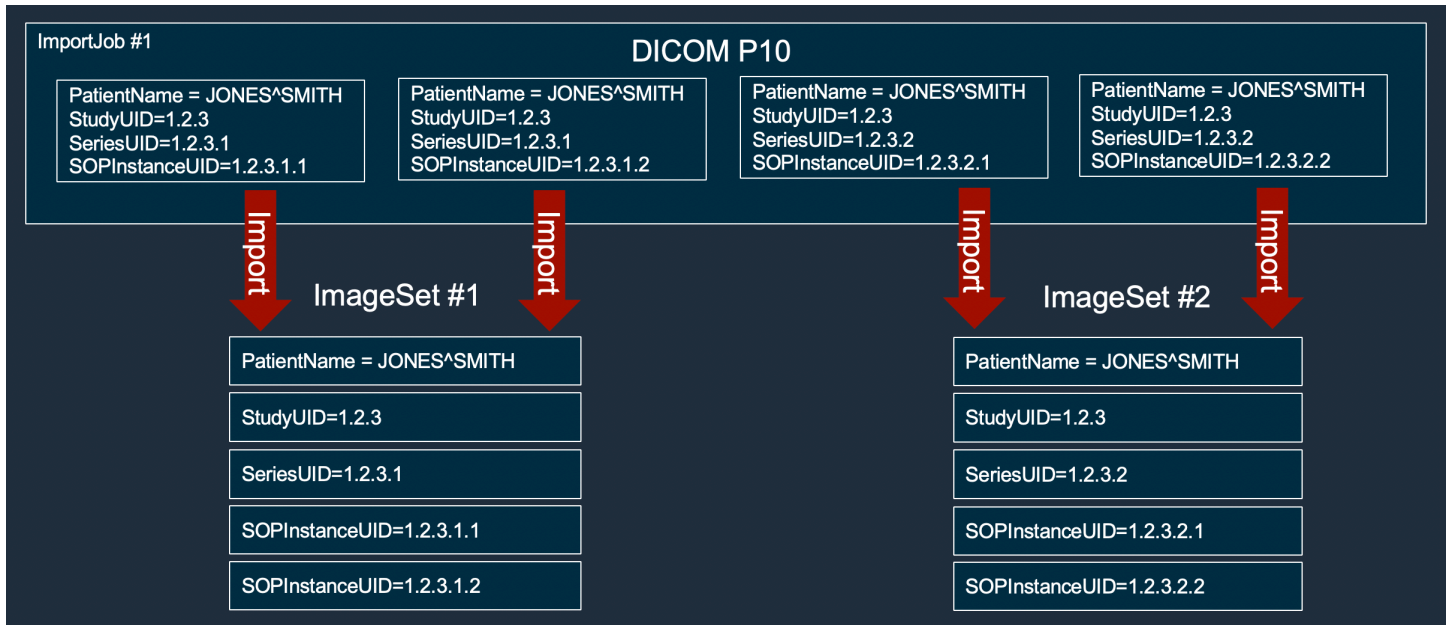 ImportJob #1
DICOM P10
PatientName = JONES^SMITH
StudyUID=1.2.3
SeriesUID=1.2.3.1
SOPInstanceUID=1.2.3.1.1
PatientName = JONES^SMITH
StudyUID=1.2.3
SeriesUID=1.2.3.1
SOPInstanceUID=1.2.3.1.2
PatientName = JONES^SMITH
StudyUID=1.2.3
SeriesUID=1.2.3.2
SOPInstanceUID=1.2.3.2.1
PatientName = JONES^SMITH
StudyUID=1.2.3
SeriesUID=1.2.3.2
SOPInstanceUID=1.2.3.2.2
Import
Import
Import
Import
ImageSet #1
PatientName = JONES^SMITH
StudyUID=1.2.3
SeriesUID=1.2.3.1
SOPInstanceUID=1.2.3.1.1
SOPInstanceUID=1.2.3.1.2
ImageSet #2
PatientName = JONES^SMITH
StudyUID=1.2.3
SeriesUID=1.2.3.2
SOPInstanceUID=1.2.3.2.1
SOPInstanceUID=1.2.3.2.2